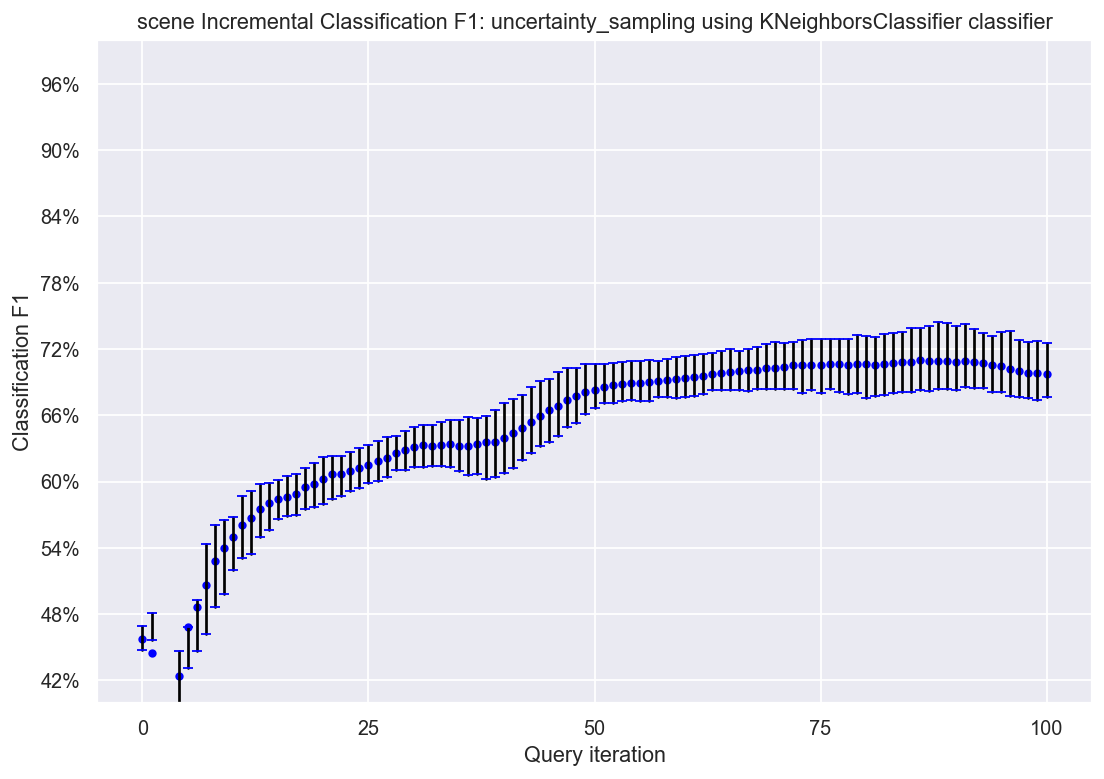 scene Incremental Classification F1: uncertainty_sampling using KNeighborsClassifier classifier
96%
90%
84%
78%
72%
66%
60%
54%
48%
42%
Classification F1
0 25 50 75 100
Query iteration